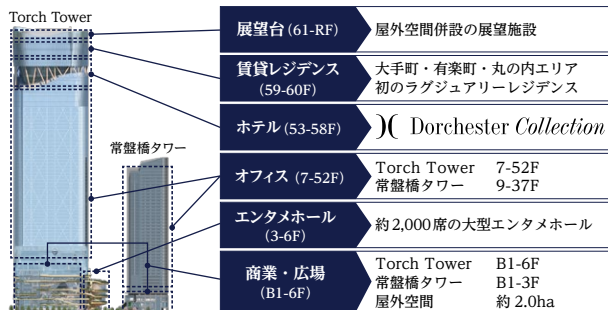 Torch Tower
常盤橋タワー
展望台 (61-RF)
屋外空間併設の展望施設
賃貸レジデンス
(59-60F)
大手町・有楽町・丸の内エリア
初のラグジュアリーレジデンス
ホテル (53-58F)
Dorchester Collection
オフィス (7-52F)
Torch Tower 7-52F
常盤橋タワー 9-37F
エンタメホール
(3-6F)
約2,000席の大型エンタメホール
商業・広場
(B1-6F)
Torch Tower B1-6F
常盤橋タワー B1-3F
屋外空間 約2.0ha